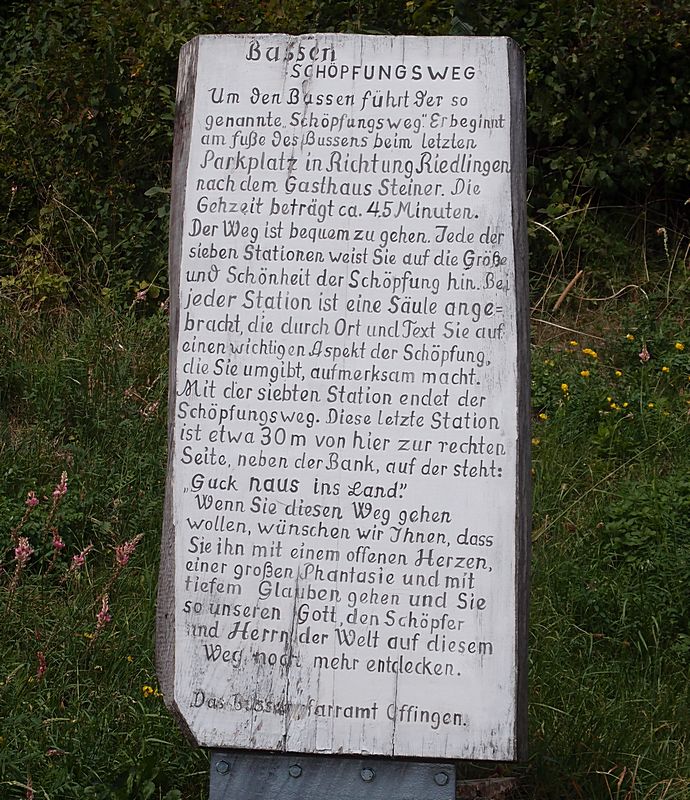 Bussen
SCHÖPFUNGSWEG
Um den Bussen führt der so
genannte „Schöpfungsweg". Er beginnt
am fuße des Bussens beim letzten
Parkplatz in Richtung Riedlingen
nach dem Gasthaus Steiner. Die
Gehzeit beträgt ca. 45 Minuten.
Der Weg ist bequem zu gehen. Jede der
sieben Stationen weist Sie auf die Größe
und Schönheit der Schöpfung hin. Bei
jeder Station ist eine Säule ange=
bracht, die durch Ort und Text Sie auf
einen wichtigen Aspekt der Schöpfung,
die Sie umgibt, aufmerksam macht.
Mit der siebten Station endet der
Schöpfungsweg. Diese letzte Station
ist etwa 30 m von hier zur rechten
Seite, neben der Bank, auf der steht:
„Guck naus ins Land."
Wenn Sie diesen Weg gehen
wollen, wünschen wir Ihnen, dass
Sie ihn mit einem offenen Herzen,
einer großen Phantasie und mit
tiefem Glauben gehen und Sie
so unseren Gott, den Schöpfer
und Herrn der Welt auf diesem
Weg noch mehr entdecken.
Das Bussenpfarramt Offingen.